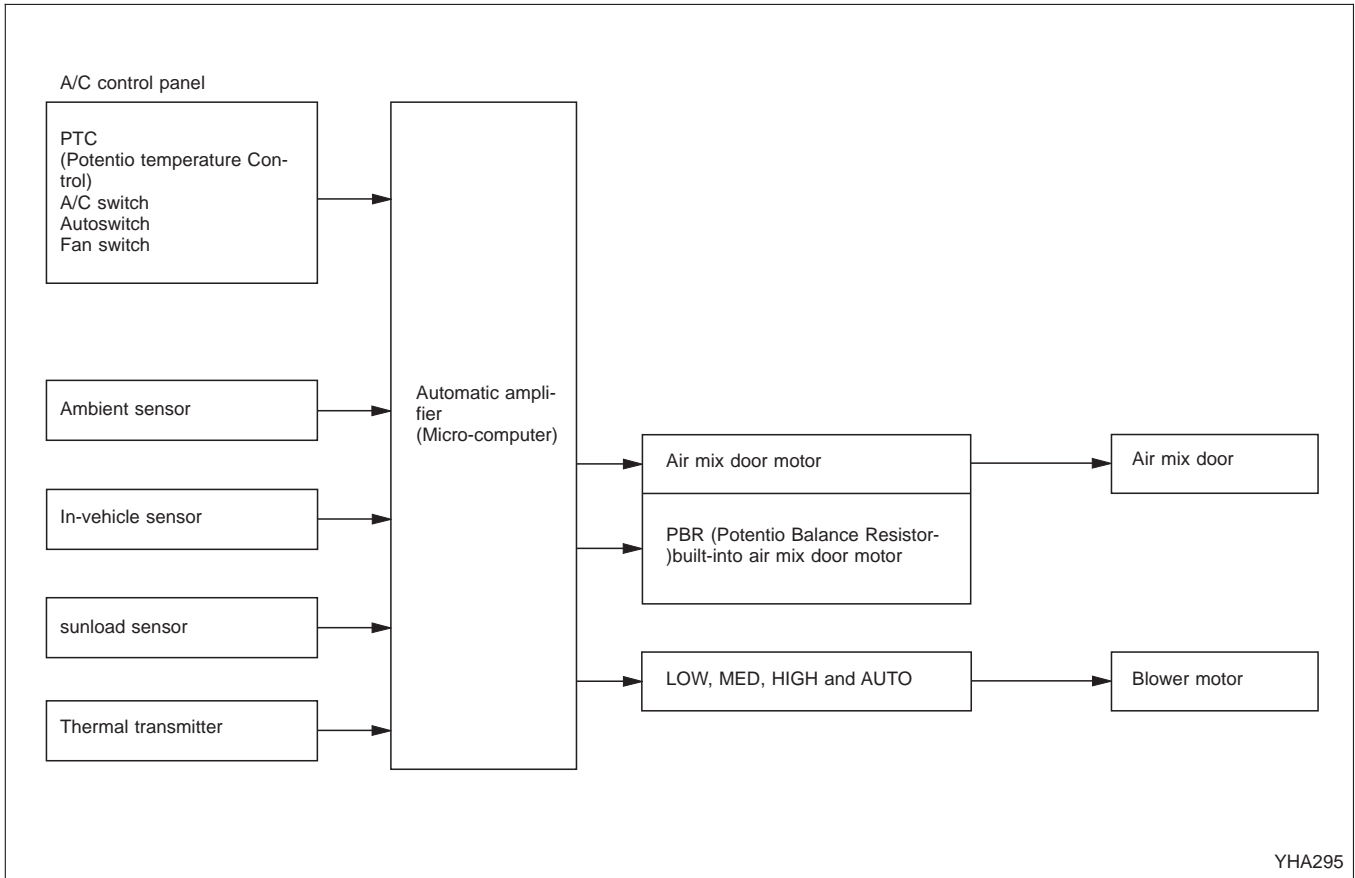 A/C control panel
PTC
(Potentio temperature Con-
trol)
A/C switch
Autoswitch
Fan switch
Ambient sensor
In-vehicle sensor
sunload sensor
Thermal transmitter
Automatic ampli-
fier
(Micro-computer)
Air mix door motor
PBR (Potentio Balance Resistor-
)built-into air mix door motor
LOW, MED, HIGH and AUTO
Air mix door
Blower motor
YHA295